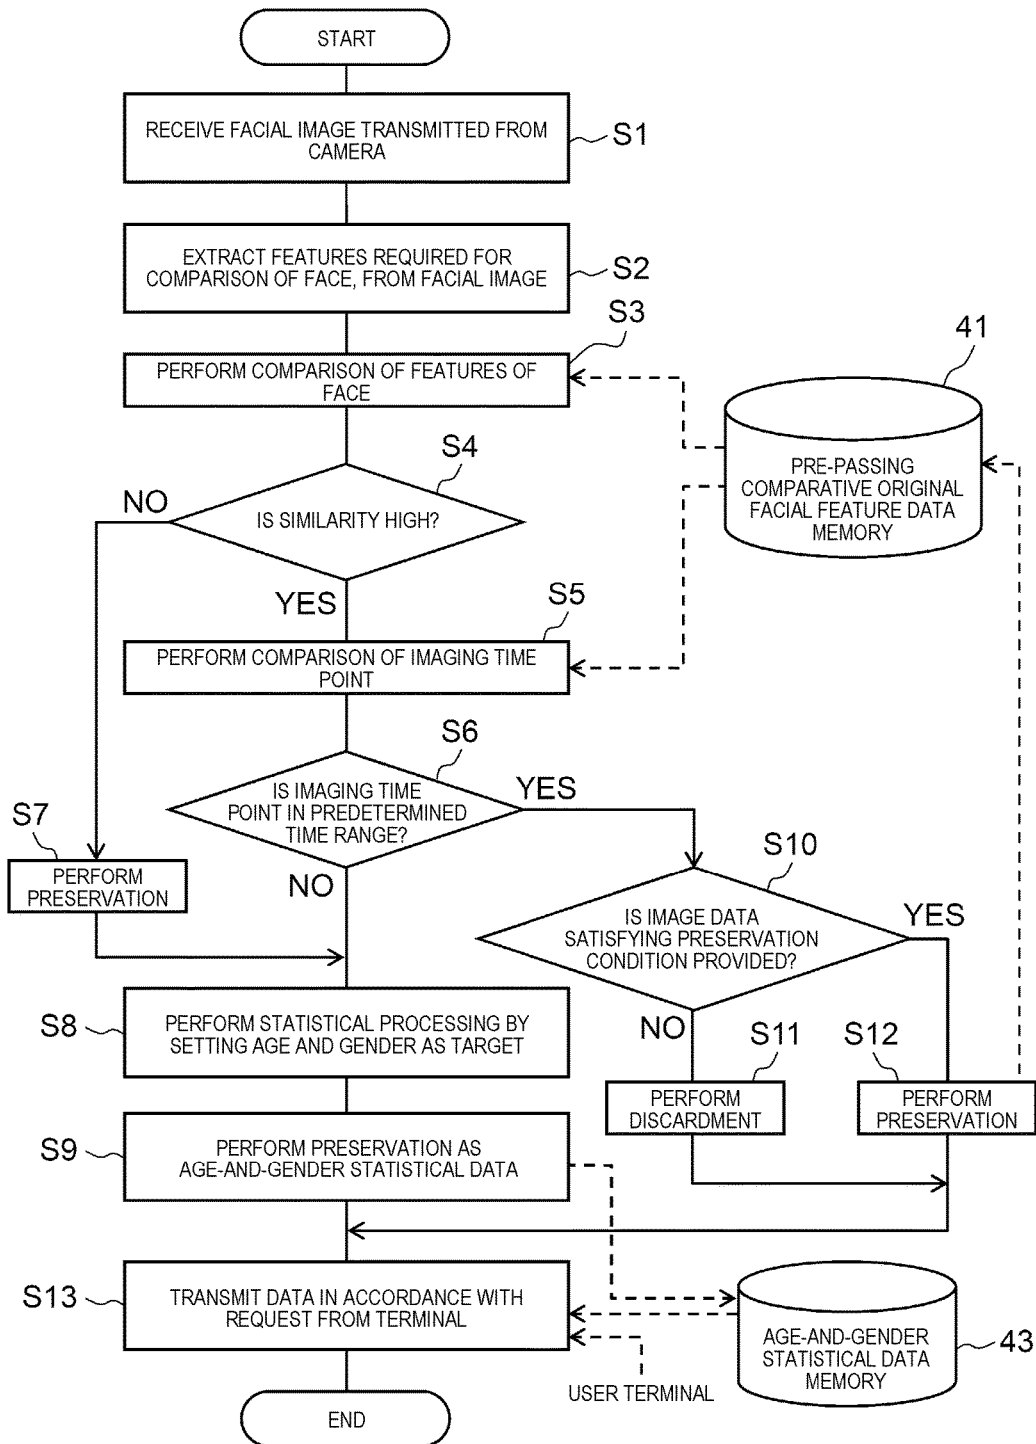 START
RECEIVE FACIAL IMAGE TRANSMITTED FROM
CAMERA
S1
EXTRACT FEATURES REQUIRED FOR
COMPARISON OF FACE, FROM FACIAL IMAGE
S2
S3
PERFORM COMPARISON OF FEATURES OF
FACE
41
PRE-PASSING
COMPARATIVE ORIGINAL
FACIAL FEATURE DATA
MEMORY
S4
NO
IS SIMILARITY HIGH?
YES
S5
PERFORM COMPARISON OF IMAGING TIME
POINT
S6
IS IMAGING TIME
POINT IN PREDETERMINED
TIME RANGE?
YES
NO
S7
PERFORM
PRESERVATION
S10
IS IMAGE DATA
SATISFYING PRESERVATION
CONDITION PROVIDED?
YES
NO
S8
PERFORM STATISTICAL PROCESSING BY
SETTING AGE AND GENDER AS TARGET
S11
PERFORM
DISCARDMENT
S12
PERFORM
PRESERVATION
S9
PERFORM PRESERVATION AS
AGE-AND-GENDER STATISTICAL DATA
S13
TRANSMIT DATA IN ACCORDANCE WITH
REQUEST FROM TERMINAL
USER TERMINAL
AGE-AND-GENDER
STATISTICAL DATA
MEMORY
43
END